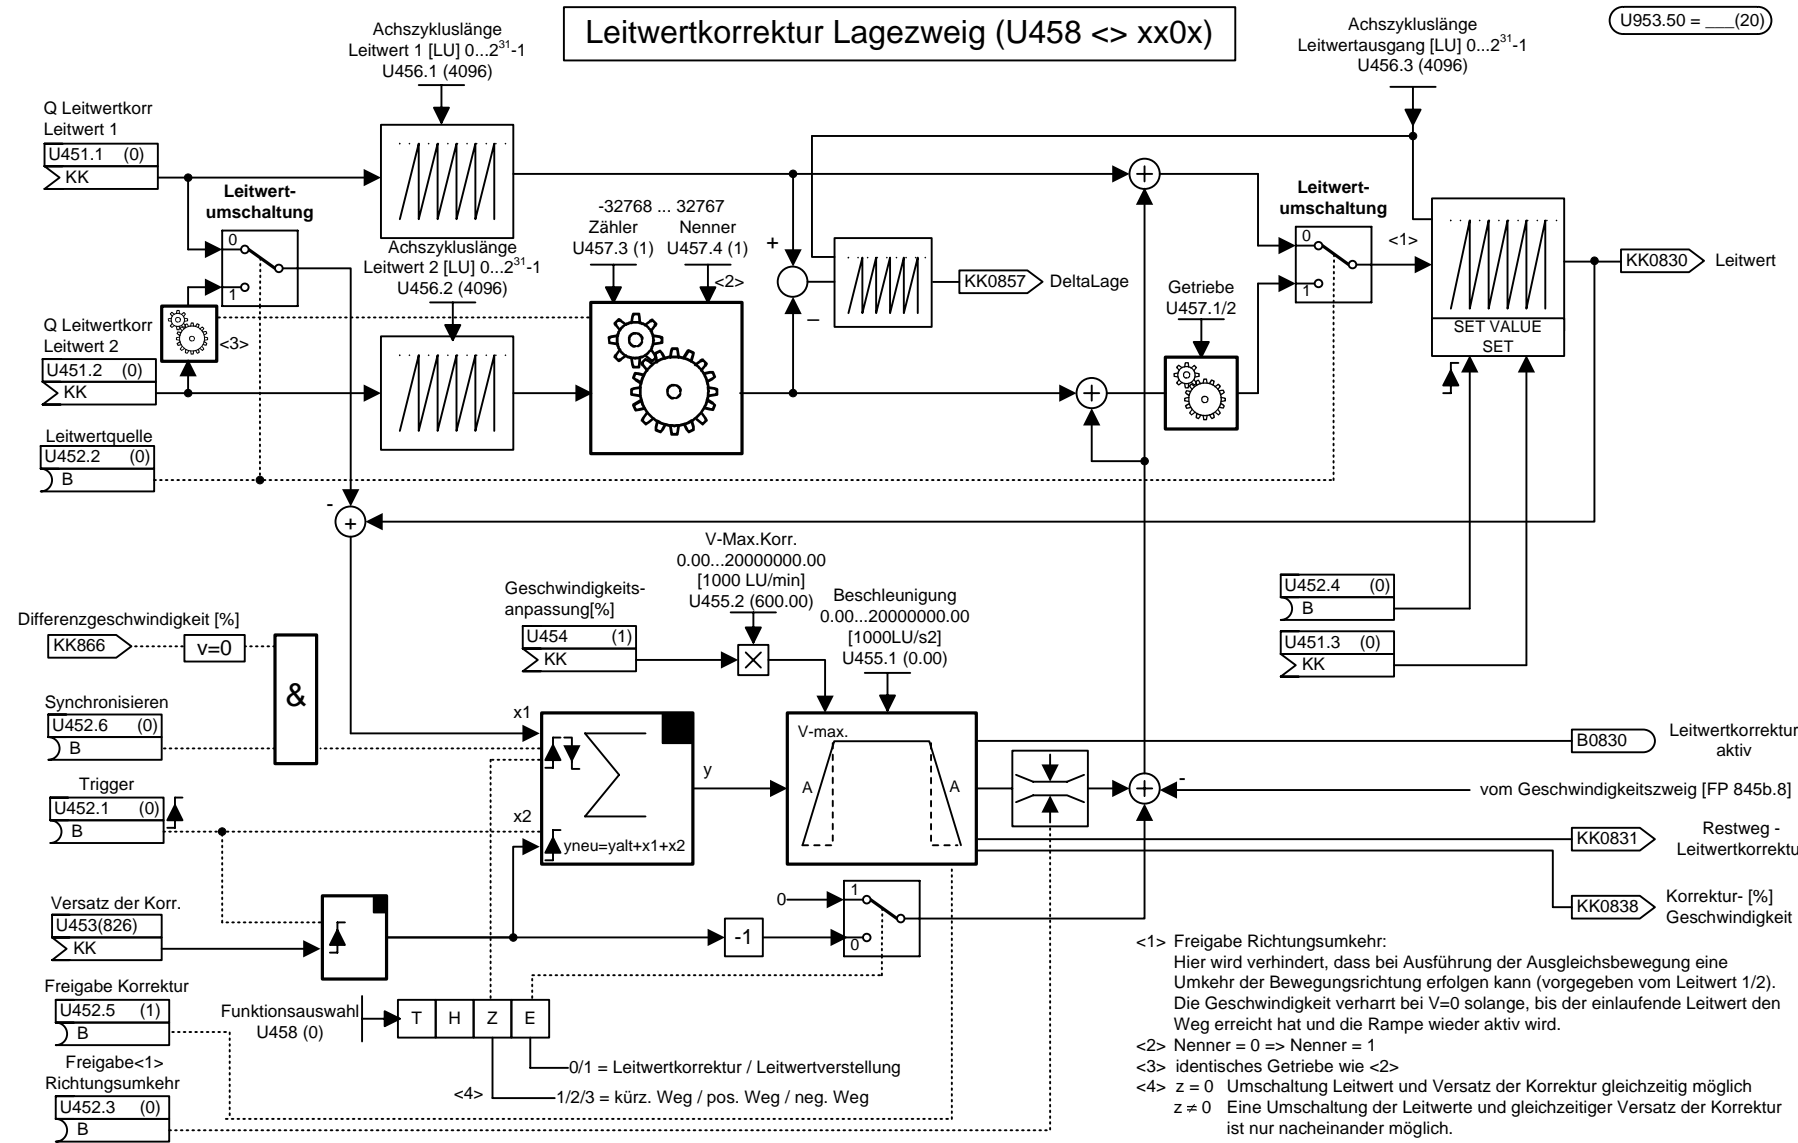 Leitwertkorrektur Lagezweig (U458 <> xx0x)
U953.50 = ___(20)
Achszykluslänge
Leitwert 1 [LU] 0...2³¹-1
U456.1 (4096)
Achszykluslänge
Leitwertausgang [LU] 0...2³¹-1
U456.3 (4096)
Q Leitwertkorr
Leitwert 1
U451.1 (0)
KK
Leitwert-
umschaltung
0
1
Achszykluslänge
Leitwert 2 [LU] 0...2³¹-1
U456.2 (4096)
-32768 ... 32767
Zähler Nenner
U457.3 (1) U457.4 (1)
<2>
+
–
KK0857 DeltaLage
+
Getriebe
U457.1/2
Leitwert-
umschaltung
0
1
<1>
SET VALUE
SET
KK0830 Leitwert
Q Leitwertkorr
Leitwert 2
<3>
U451.2 (0)
KK
+
Leitwertquelle
U452.2 (0)
B
-
+
V-Max.Korr.
0.00...20000000.00
[1000 LU/min]
U455.2 (600.00)
Geschwindigkeits-
anpassung[%]
U454 (1)
KK
Beschleunigung
0.00...20000000.00
[1000LU/s2]
U455.1 (0.00)
U452.4 (0)
B
U451.3 (0)
KK
Differenzgeschwindigkeit [%]
KK866
v=0
&
Synchronisieren
U452.6 (0)
B
Trigger
U452.1 (0)
B
x1
x2
yneu=yalt+x1+x2
y
V-max.
A
A
B0830
Leitwertkorrektur
aktiv
+
-
vom Geschwindigkeitszweig [FP 845b.8]
KK0831
Restweg -
Leitwertkorrektu
KK0838
Korrektur- [%]
Geschwindigkeit
Versatz der Korr.
U453(826)
KK
-1
0
1
0
Freigabe Korrektur
U452.5 (1)
B
Funktionsauswahl
U458 (0)
T H Z E
0/1 = Leitwertkorrektur / Leitwertverstellung
<4>
1/2/3 = kürz. Weg / pos. Weg / neg. Weg
Freigabe<1>
Richtungsumkehr
U452.3 (0)
B
<1> Freigabe Richtungsumkehr:
Hier wird verhindert, dass bei Ausführung der Ausgleichsbewegung eine
Umkehr der Bewegungsrichtung erfolgen kann (vorgegeben vom Leitwert 1/2).
Die Geschwindigkeit verharrt bei V=0 solange, bis der einlaufende Leitwert den
Weg erreicht hat und die Rampe wieder aktiv wird.
<2> Nenner = 0 => Nenner = 1
<3> identisches Getriebe wie <2>
<4> z = 0 Umschaltung Leitwert und Versatz der Korrektur gleichzeitig möglich
z ≠ 0 Eine Umschaltung der Leitwerte und gleichzeitiger Versatz der Korrektur
ist nur nacheinander möglich.